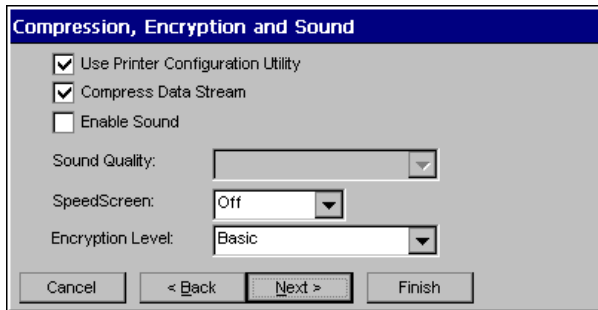 Compression, Encryption and Sound
Use Printer Configuration Utility
Compress Data Stream
Enable Sound
Sound Quality:
SpeedScreen: Off
Encryption Level: Basic
Cancel < Back Next > Finish